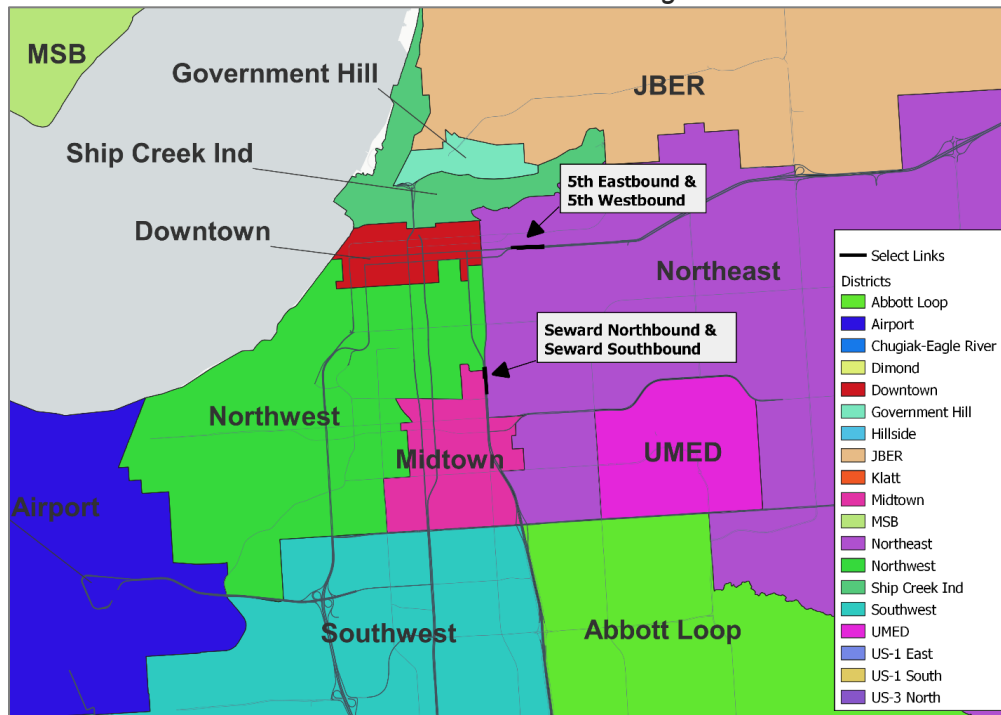 MSB
Government Hill
JBER
Ship Creek Ind
5th Eastbound &
5th Westbound
Downtown
Northeast
Seward Northbound &
Seward Southbound
Northwest
Midtown
UMED
Airport
Southwest
Abbott Loop
Select Links
Districts
Abbott Loop
Airport
Chugiak-Eagle River
Dimond
Downtown
Government Hill
Hillside
JBER
Klatt
Midtown
MSB
Northeast
Northwest
Ship Creek Ind
Southwest
UMED
US-1 East
US-1 South
US-3 North